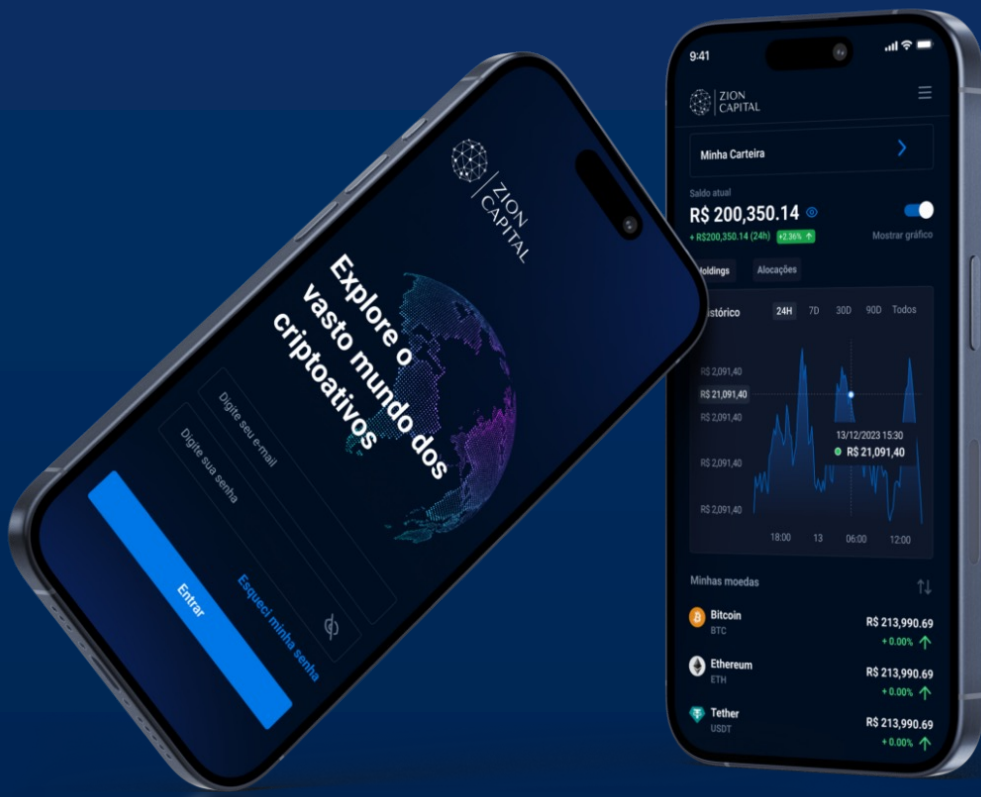 ZION
CAPITAL
Explore o
vasto mundo dos
criptoativos
Digite seu e-mail
Digite sua senha
Esqueci minha senha
Entrar
9:41
ZION
CAPITAL
Minha Carteira
Saldo atual
R$ 200,350.14
+ R$200,350.14 (24h) +2.36%
Mostrar gráfico
oldings Alocações
istórico 24H 7D 30D 90D Todos
R$ 2,091,40
R$ 21,091,40
R$ 2,091,40
13/12/2023 15:30
R$ 21,091,40
R$ 2,091,40
R$ 2,091,40
18:00 13 06:00 12:00
Minhas moedas
Bitcoin
BTC
R$ 213,990.69
+ 0.00%
Ethereum
ETH
R$ 213,990.69
+ 0.00%
Tether
USDT
R$ 213,990.69
+ 0.00%